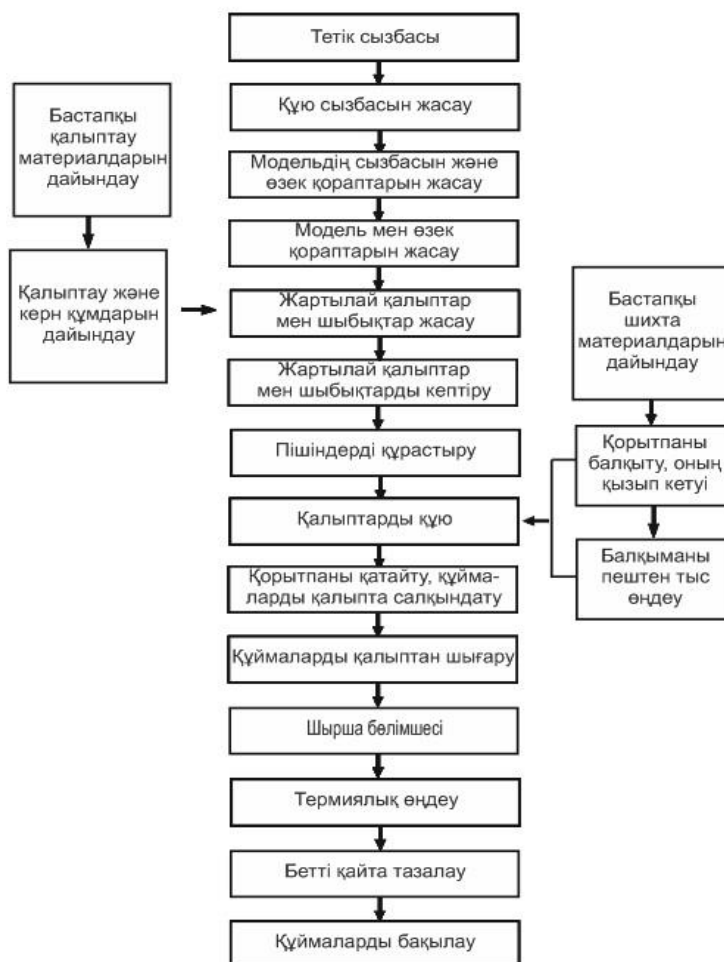 Тетік сызбасы
Құю сызбасын жасау
Бастапқы
қалыптау
материалдарын
дайындау
Модельдің сызбасын және
өзек қораптарын жасау
Модель мен өзек
қораптарын жасау
Қалыптау және
керн құмдарын
дайындау
Жартылай қалыптар
мен шыбықтар жасау
Бастапқы
шихта
материалдарын
дайындау
Жартылай қалыптар
мен шыбықтарды кептіру
Пішіндерді құрастыру
Қорытпаны
балқыту, оның
қызып кетуі
Қалыптарды құю
Балқыманы
пештен тыс
өңдеу
Қорытпаны қатайту, құйма-
ларды қалыпта салқындату
Құймаларды қалыптан шығару
Шырша бөлімшесі
Термиялық өңдеу
Бетті қайта тазалау
Құймаларды бақылау